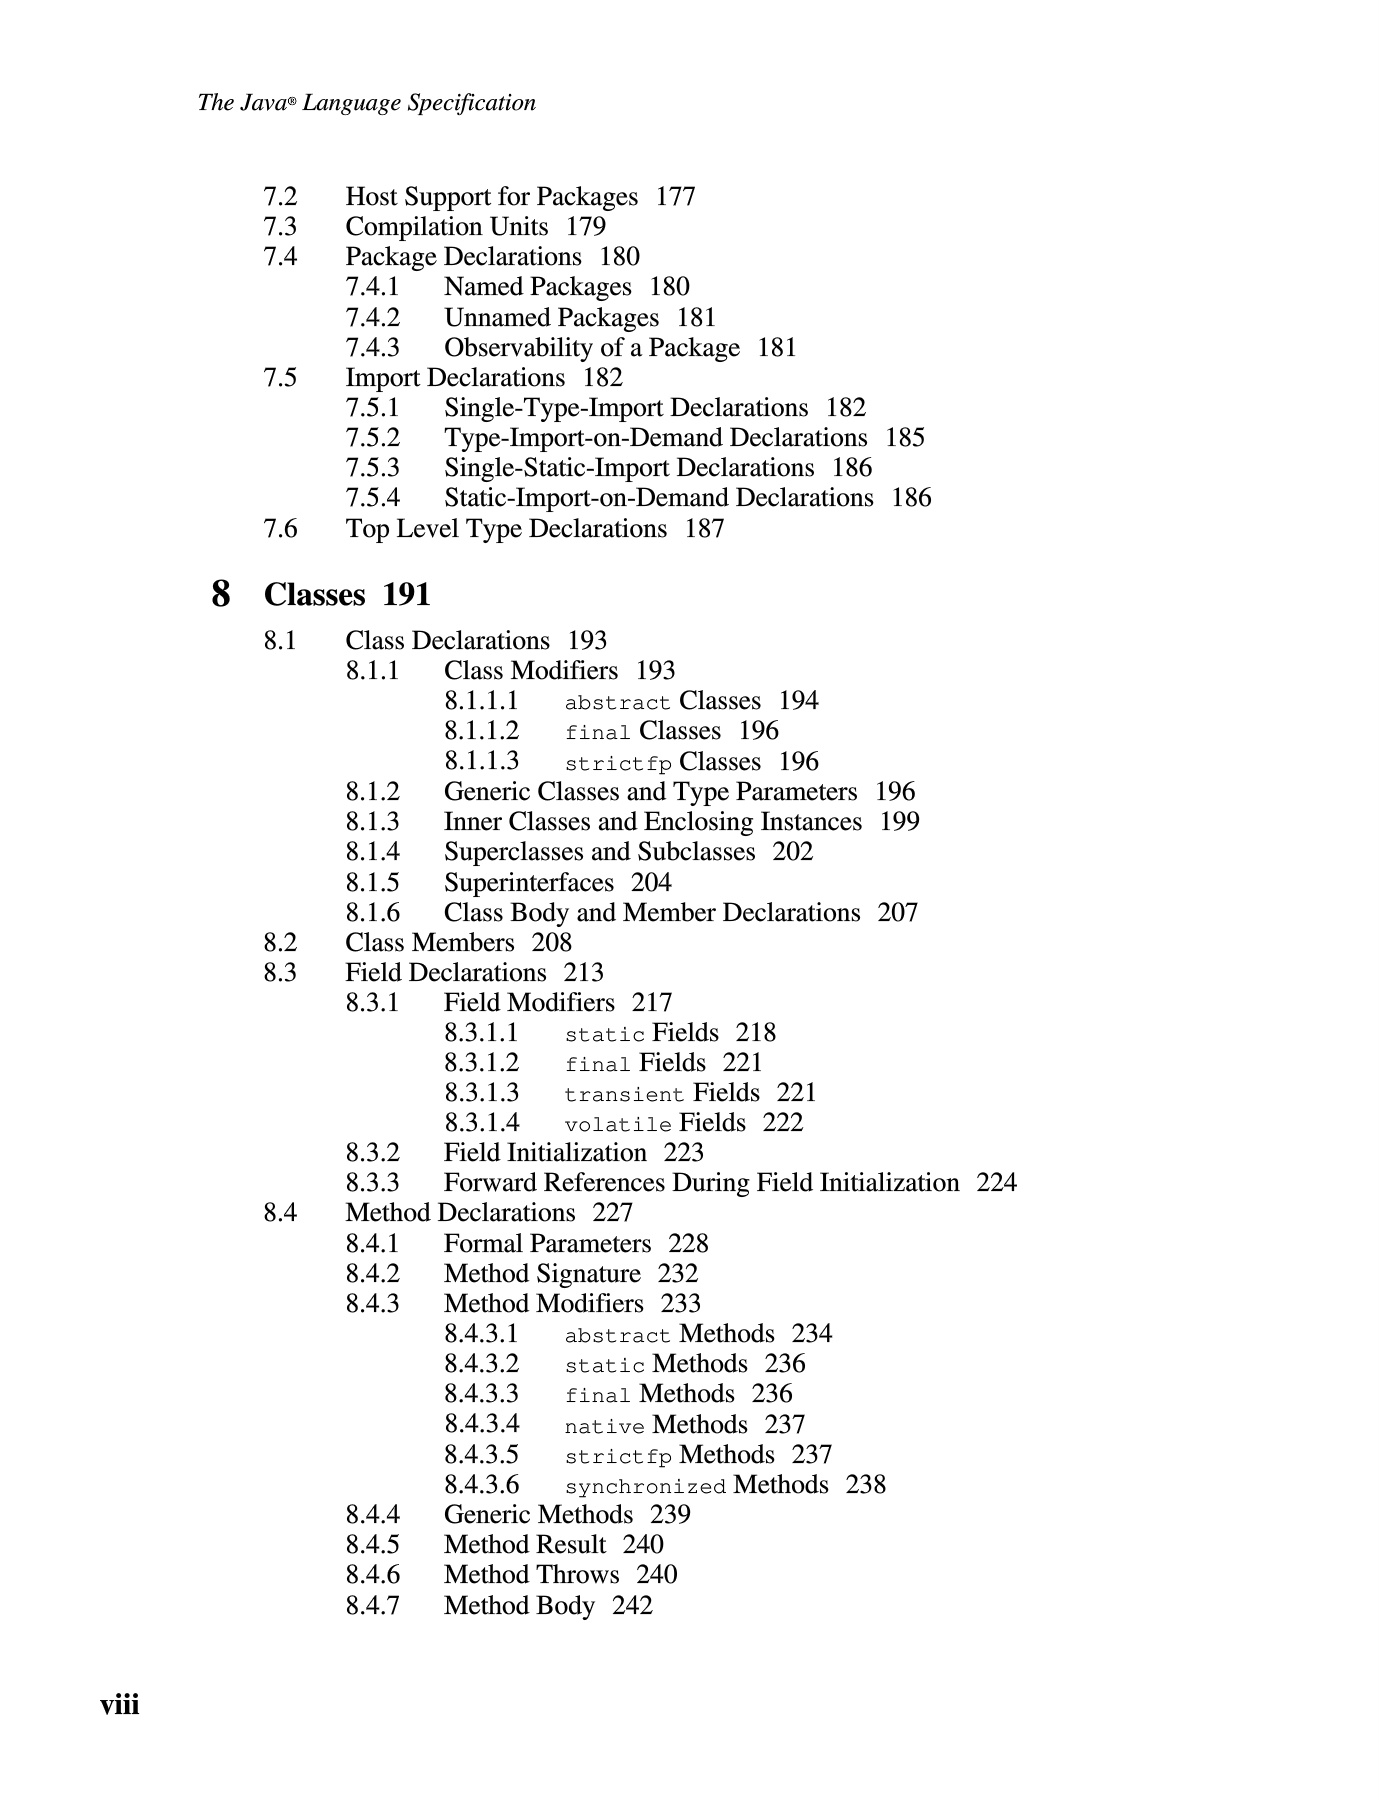 The Java® Language Specification
7.2 Host Support for Packages 177
7.3 Compilation Units 179
7.4 Package Declarations 180
7.4.1 Named Packages 180
7.4.2 Unnamed Packages 181
7.4.3 Observability of a Package 181
7.5 Import Declarations 182
7.5.1 Single-Type-Import Declarations 182
7.5.2 Type-Import-on-Demand Declarations 185
7.5.3 Single-Static-Import Declarations 186
7.5.4 Static-Import-on-Demand Declarations 186
7.6 Top Level Type Declarations 187
8 Classes 191
8.1 Class Declarations 193
8.1.1 Class Modifiers 193
8.1.1.1 abstract Classes 194
8.1.1.2 final Classes 196
8.1.1.3 strictfp Classes 196
8.1.2 Generic Classes and Type Parameters 196
8.1.3 Inner Classes and Enclosing Instances 199
8.1.4 Superclasses and Subclasses 202
8.1.5 Superinterfaces 204
8.1.6 Class Body and Member Declarations 207
8.2 Class Members 208
8.3 Field Declarations 213
8.3.1 Field Modifiers 217
8.3.1.1 static Fields 218
8.3.1.2 final Fields 221
8.3.1.3 transient Fields 221
8.3.1.4 volatile Fields 222
8.3.2 Field Initialization 223
8.3.3 Forward References During Field Initialization 224
8.4 Method Declarations 227
8.4.1 Formal Parameters 228
8.4.2 Method Signature 232
8.4.3 Method Modifiers 233
8.4.3.1 abstract Methods 234
8.4.3.2 static Methods 236
8.4.3.3 final Methods 236
8.4.3.4 native Methods 237
8.4.3.5 strictfp Methods 237
8.4.3.6 synchronized Methods 238
8.4.4 Generic Methods 239
8.4.5 Method Result 240
8.4.6 Method Throws 240
8.4.7 Method Body 242
viii